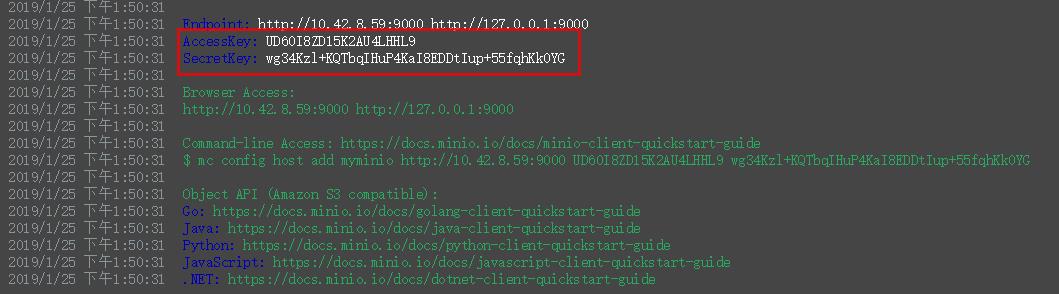 2019/1/25 下午1:50:31
2019/1/25 下午1:50:31 Endpoint: http://10.42.8.59:9000 http://127.0.0.1:9000
2019/1/25 下午1:50:31 AccessKey: UD60I8ZD15K2AU4LHHL9
2019/1/25 下午1:50:31 SecretKey: wg34Kzl+KQTbqIHuP4KaI8EDDtIup+55fqhKk0YG
2019/1/25 下午1:50:31
2019/1/25 下午1:50:31 Browser Access:
2019/1/25 下午1:50:31 http://10.42.8.59:9000 http://127.0.0.1:9000
2019/1/25 下午1:50:31
2019/1/25 下午1:50:31 Command-line Access: https://docs.minio.io/docs/minio-client-quickstart-guide
2019/1/25 下午1:50:31 $ mc config host add myminio http://10.42.8.59:9000 UD60I8ZD15K2AU4LHHL9 wg34Kzl+KQTbqIHuP4KaI8EDDtIup+55fqhKk0YG
2019/1/25 下午1:50:31
2019/1/25 下午1:50:31 Object API (Amazon S3 compatible):
2019/1/25 下午1:50:31 Go: https://docs.minio.io/docs/golang-client-quickstart-guide
2019/1/25 下午1:50:31 Java: https://docs.minio.io/docs/java-client-quickstart-guide
2019/1/25 下午1:50:31 Python: https://docs.minio.io/docs/python-client-quickstart-guide
2019/1/25 下午1:50:31 JavaScript: https://docs.minio.io/docs/javascript-client-quickstart-guide
2019/1/25 下午1:50:31 .NET: https://docs.minio.io/docs/dotnet-client-quickstart-guide